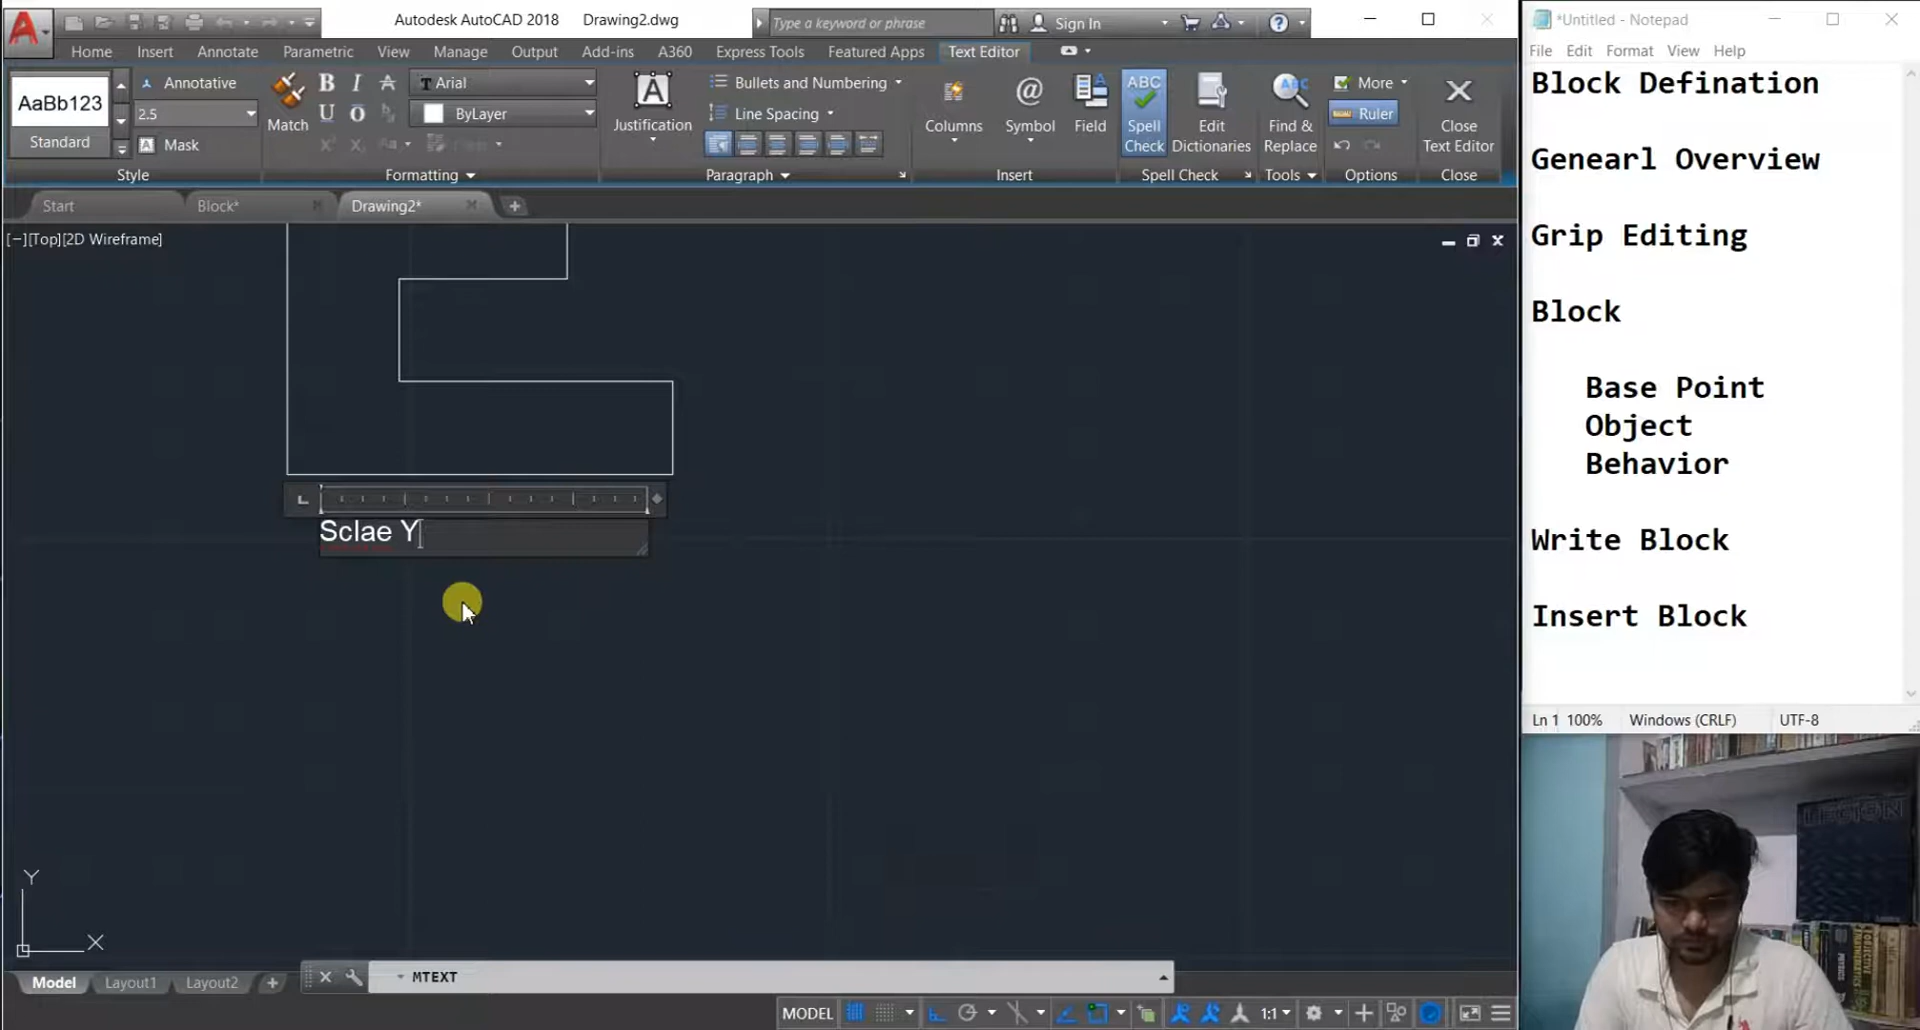 Autodesk AutoCAD 2018 Drawing2.dwg
Type a keyword or phrase
Sign In
Home Insert Annotate Parametric View Manage Output Add-ins A360 Express Tools Featured Apps Text Editor
AaBb123
Standard
Annotative
2.5
Mask
Style
Match
B I A
U O
Arial
ByLayer
Formatting
A
Justification
Bullets and Numbering
Line Spacing
Paragraph
Columns
@
Symbol
Field
Insert
ABC
Spell
Check
Edit
Dictionaries
Spell Check
Find &
Replace
Tools
More
Ruler
Options
Close
Text Editor
Close
Start Block* Drawing2*
[−][Top][2D Wireframe]
Sclae Y
Y
X
Model Layout1 Layout2
MTEXT
MODEL
1:1
*Untitled - Notepad
File Edit Format View Help
Block Defination
Genearl Overview
Grip Editing
Block
Base Point
Object
Behavior
Write Block
Insert Block
Ln 1 100% Windows (CRLF) UTF-8
LEGION